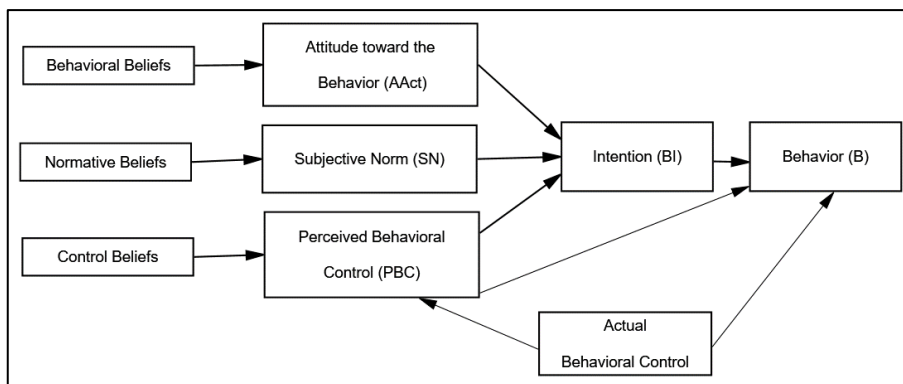 Behavioral Beliefs
Attitude toward the
Behavior (AAct)
Normative Beliefs
Subjective Norm (SN)
Intention (BI)
Behavior (B)
Control Beliefs
Perceived Behavioral
Control (PBC)
Actual
Behavioral Control